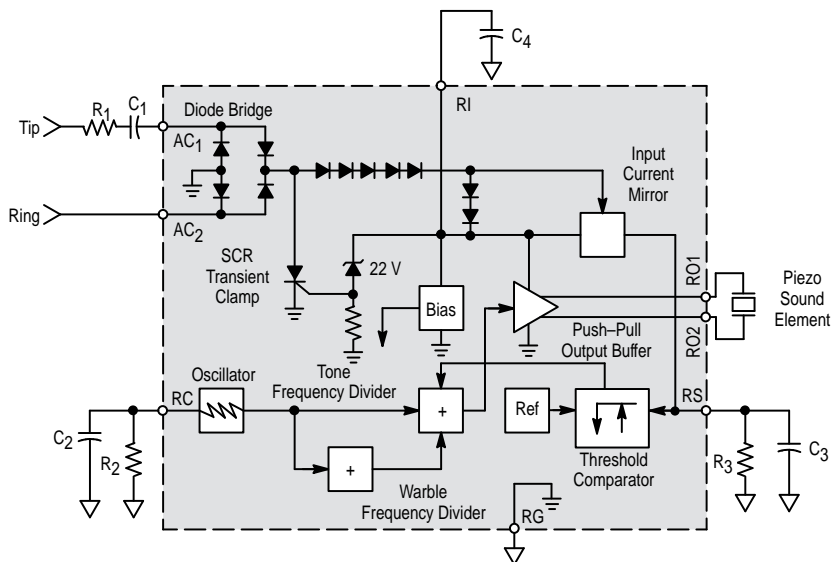 C4
RI
R1
C1
Diode Bridge
Tip
AC1
Input
Current
Mirror
Ring
AC2
SCR
Transient
Clamp
22 V
RO1
Piezo
Sound
Element
Bias
RO2
Push–Pull
Output Buffer
Tone
Frequency Divider
Oscillator
RC
+
Ref
RS
C2
R2
+
Threshold
Comparator
R3
C3
Warble
Frequency Divider
RG